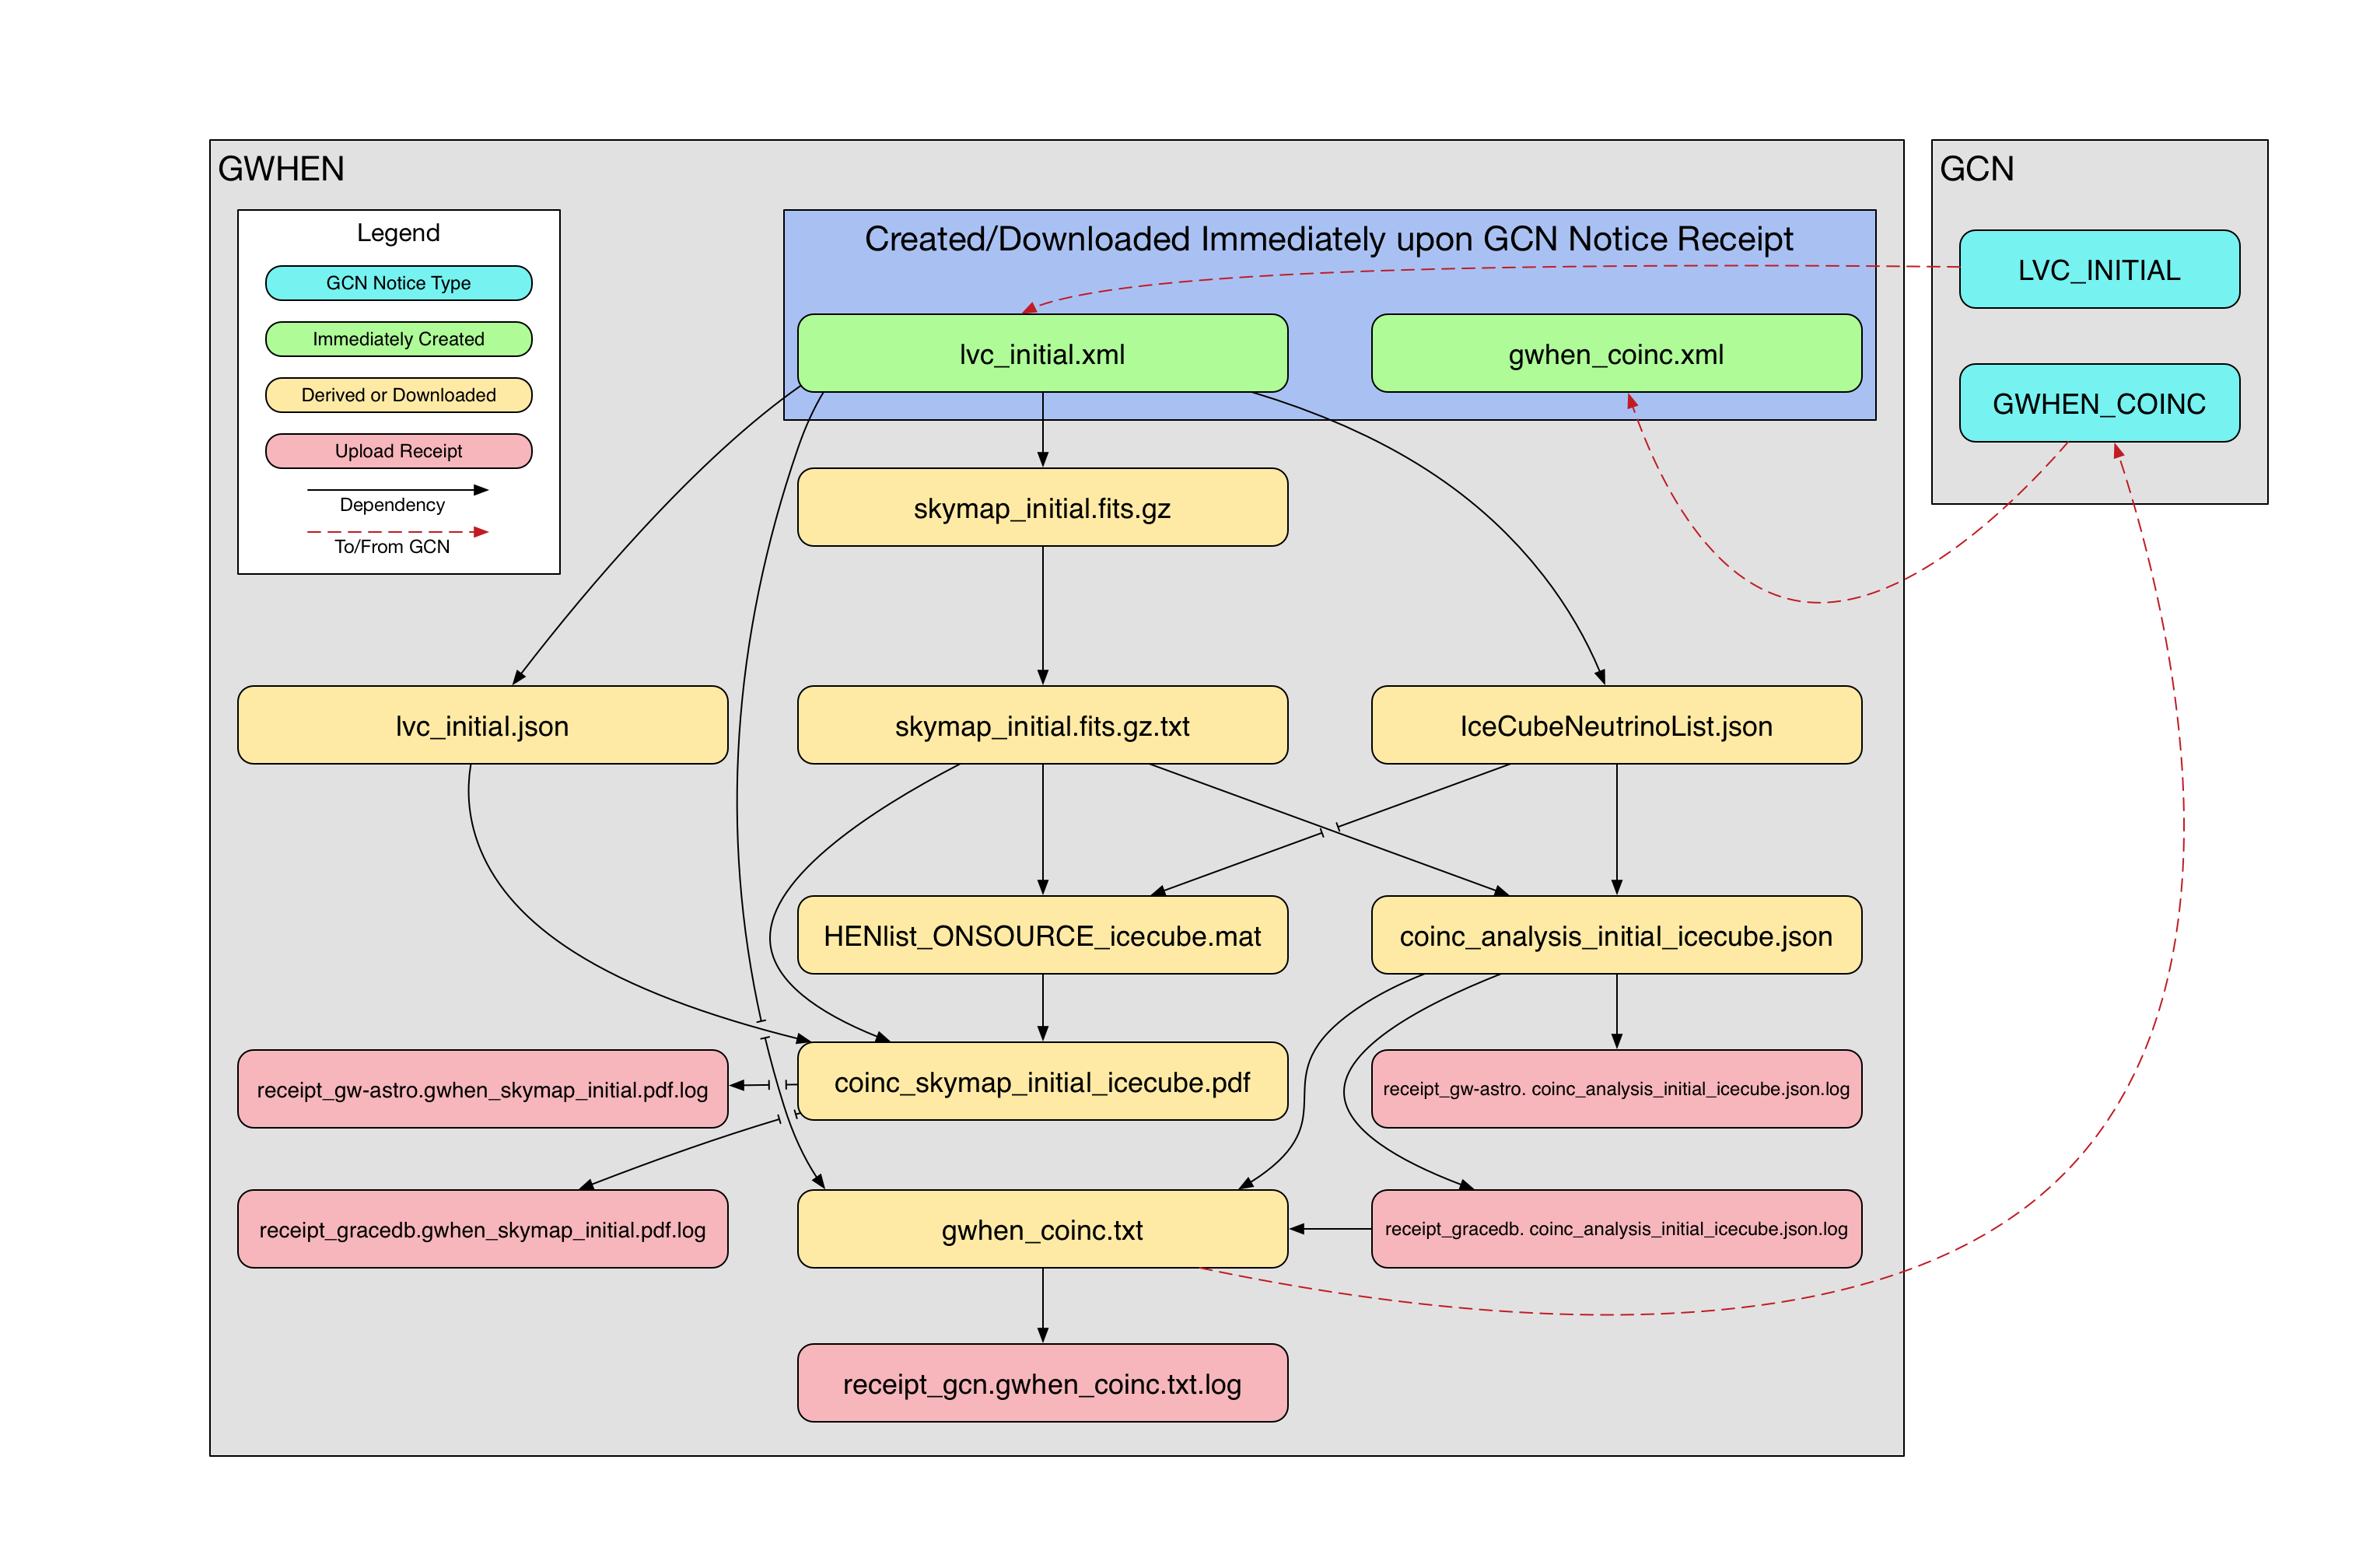 GWHEN
GCN
Legend
GCN Notice Type
Immediately Created
Derived or Downloaded
Upload Receipt
Dependency
To/From GCN
Created/Downloaded Immediately upon GCN Notice Receipt
LVC_INITIAL
GWHEN_COINC
lvc_initial.xml
gwhen_coinc.xml
skymap_initial.fits.gz
lvc_initial.json
skymap_initial.fits.gz.txt
IceCubeNeutrinoList.json
HENlist_ONSOURCE_icecube.mat
coinc_analysis_initial_icecube.json
receipt_gw-astro.gwhen_skymap_initial.pdf.log
coinc_skymap_initial_icecube.pdf
receipt_gw-astro. coinc_analysis_initial_icecube.json.log
receipt_gracedb.gwhen_skymap_initial.pdf.log
gwhen_coinc.txt
receipt_gracedb. coinc_analysis_initial_icecube.json.log
receipt_gcn.gwhen_coinc.txt.log